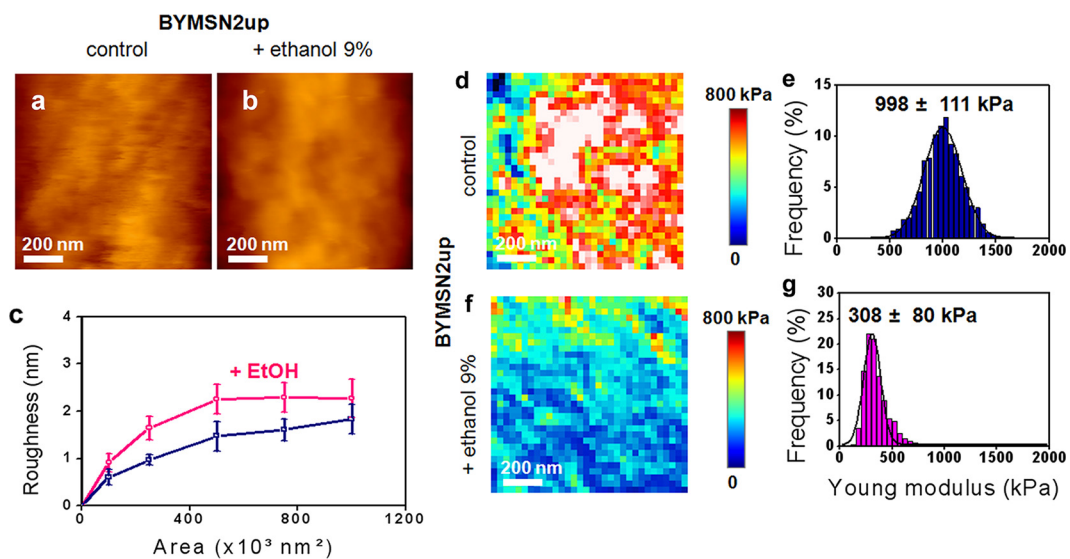 BYMSN2up
control
+ ethanol 9%
a
200 nm
b
200 nm
c
4
3
2
1
0
Roughness (nm)
+ EtOH
0
400
800
1200
Area (x10³ nm²)
BYMSN2up
d
control
200 nm
800 kPa
0
e
998 ± 111 kPa
Frequency (%)
15
10
5
0
0
500
1000
1500
2000
f
+ ethanol 9%
200 nm
800 kPa
0
g
308 ± 80 kPa
Frequency (%)
30
25
20
15
10
5
0
0
500
1000
1500
2000
Young modulus (kPa)